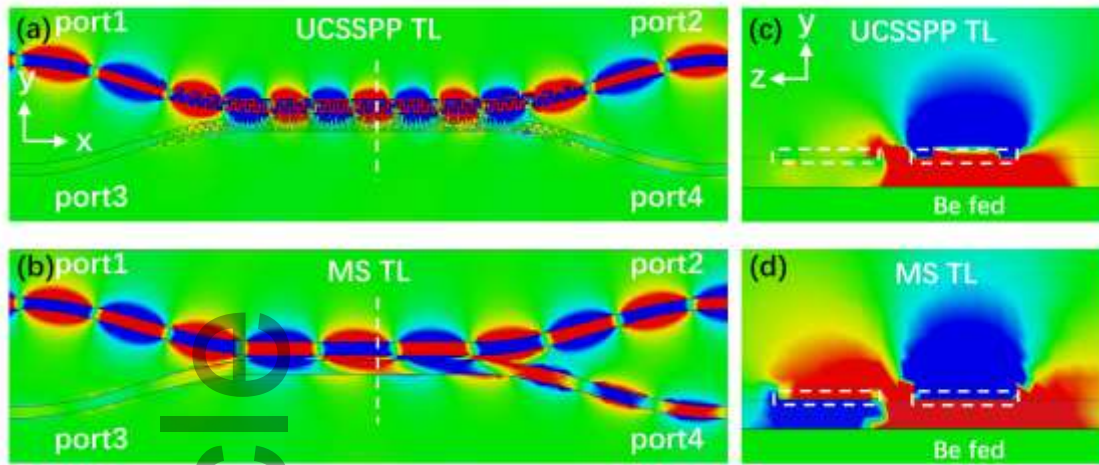 (a) port1 UCSSPP TL port2
y
x
port3 port4
(c) y UCSSPP TL
z
Be fed
(b) port1 MS TL port2
port3 port4
(d) MS TL
Be fed